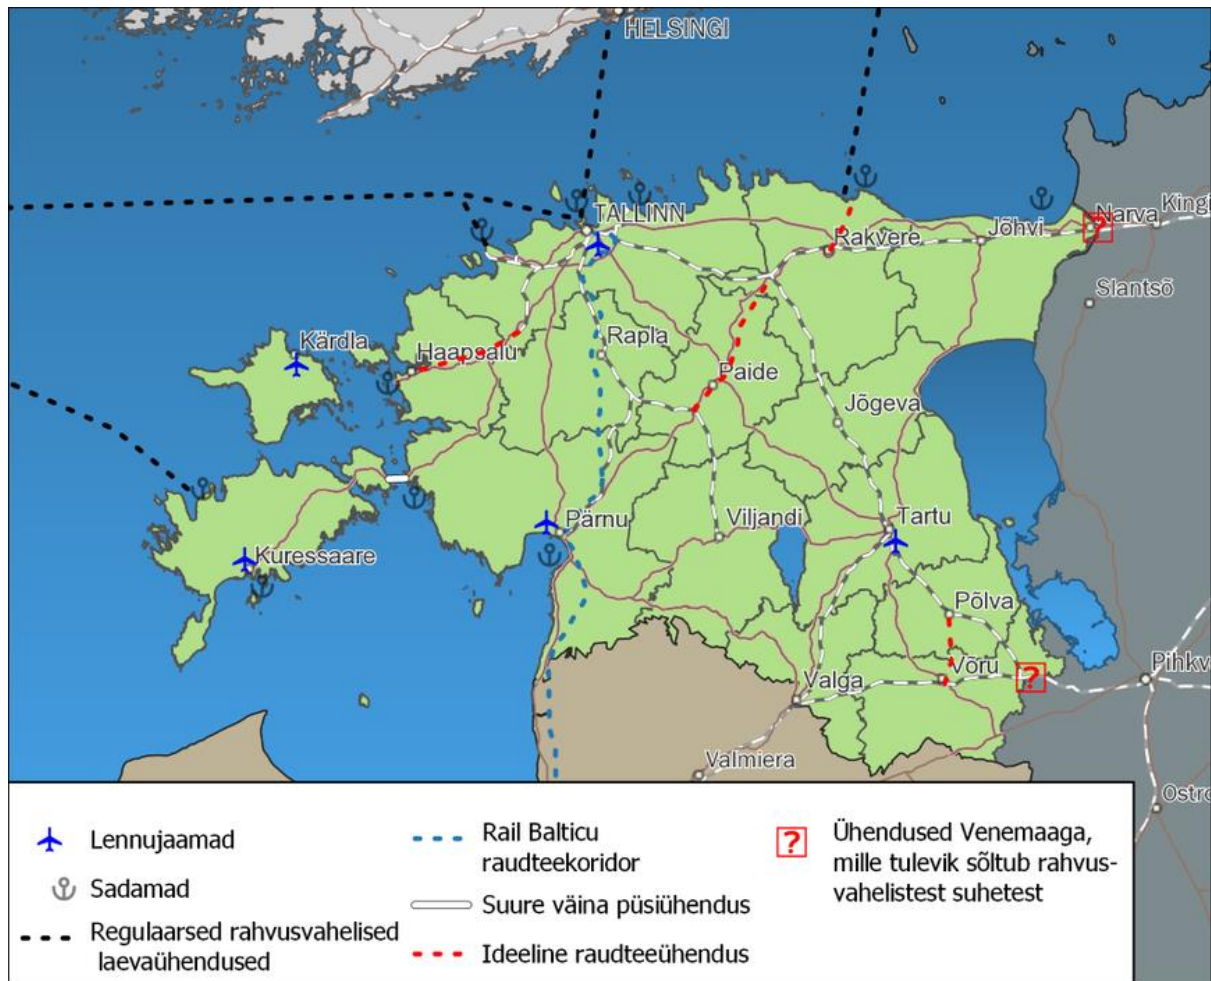 HELSINGI
TALLINN
Narva
Kingi
?
Rakvere
Jõhvi
Slantsõ
Kärdla
Haapsalu
Rapla
Paide
Jõgeva
Pärnu
Viljandi
Tartu
Kuressaare
Põlva
Võru
?
Pihkv
Valga
Valmiera
Ostro
Lennujaamad
Sadamad
Regulaarsed rahvusvahelised
laevaühendused
Rail Balticu
raudteekoridor
Suure väina püsiühendus
Ideeline raudteeühendus
?
Ühendused Venemaaga,
mille tulevik sõltub rahvus-
vahelistest suhetest